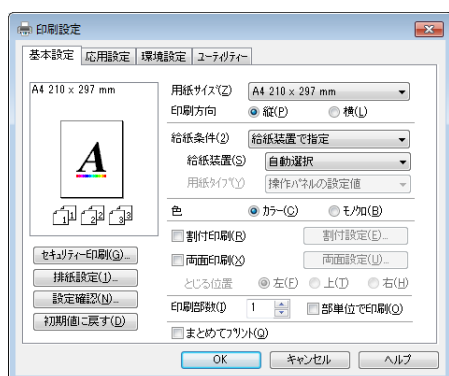 印刷設定
基本設定 応用設定 環境設定 ユーティリティー
A4 210 x 297 mm
用紙サイズ(Z) A4 210 x 297 mm
印刷方向 縦(P) 横(L)
給紙条件(2) 給紙装置で指定
給紙装置(S) 自動選択
用紙タイプ(Y) 操作パネルの設定値
A
1 1 2 2 3 3
色 カラー(C) モノクロ(B)
割付印刷(R) 割付設定(E)...
両面印刷(X) 両面設定(U)...
とじる位置 左(F) 上(T) 右(H)
印刷部数(I) 1 部単位で印刷(O)
まとめてプリント(Q)
セキュリティー印刷(G)...
排紙設定(1)...
設定確認(N)...
初期値に戻す(D)
OK キャンセル ヘルプ